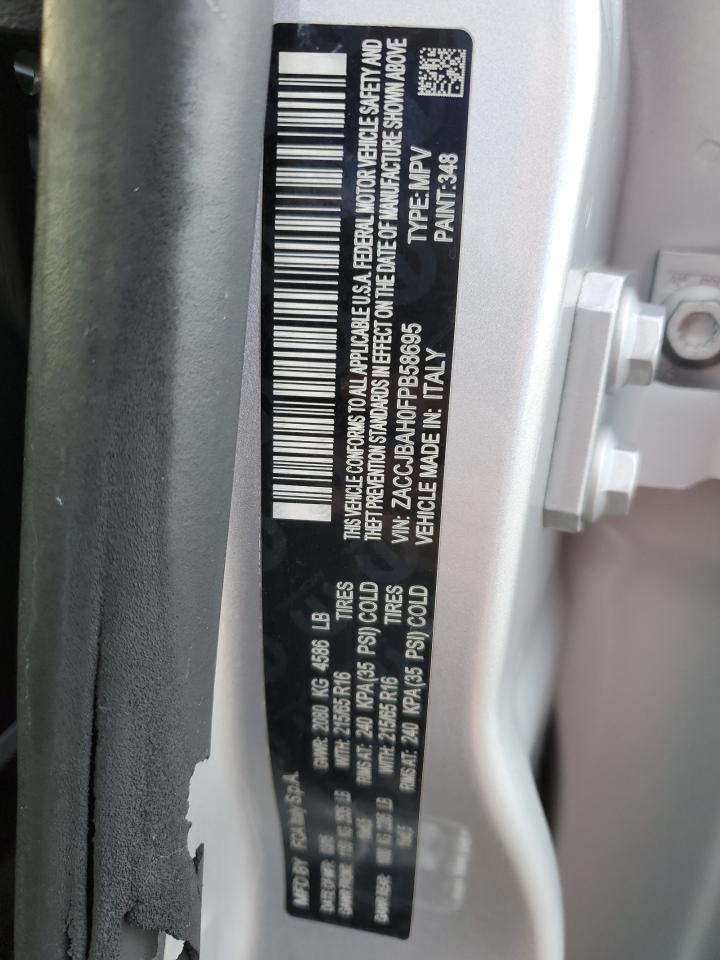 MFD BY FCA Italy S.p.A.
GVWR: 2080 KG 4586 LB
WITH: 215/65 R16 TIRES
RIMS AT: 240 KPA(35 PSI) COLD
WITH: 215/65 R16 TIRES
RIMS AT: 240 KPA(35 PSI) COLD
THIS VEHICLE CONFORMS TO ALL APPLICABLE U.S.A. FEDERAL MOTOR VEHICLE SAFETY AND
THEFT PREVENTION STANDARDS IN EFFECT ON THE DATE OF MANUFACTURE SHOWN ABOVE
VIN: ZACCJBAH0FPB58695 TYPE: MPV
VEHICLE MADE IN: ITALY PAINT:348